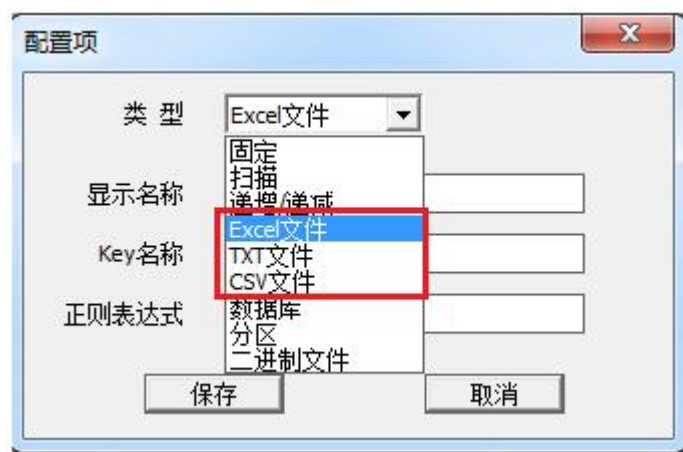 配置项
类 型
Excel文件
固定
扫描
显示名称
递增/递减
Excel文件
Key名称
TXT文件
CSV文件
正则表达式
数据库
分区
二进制文件
保存
取消